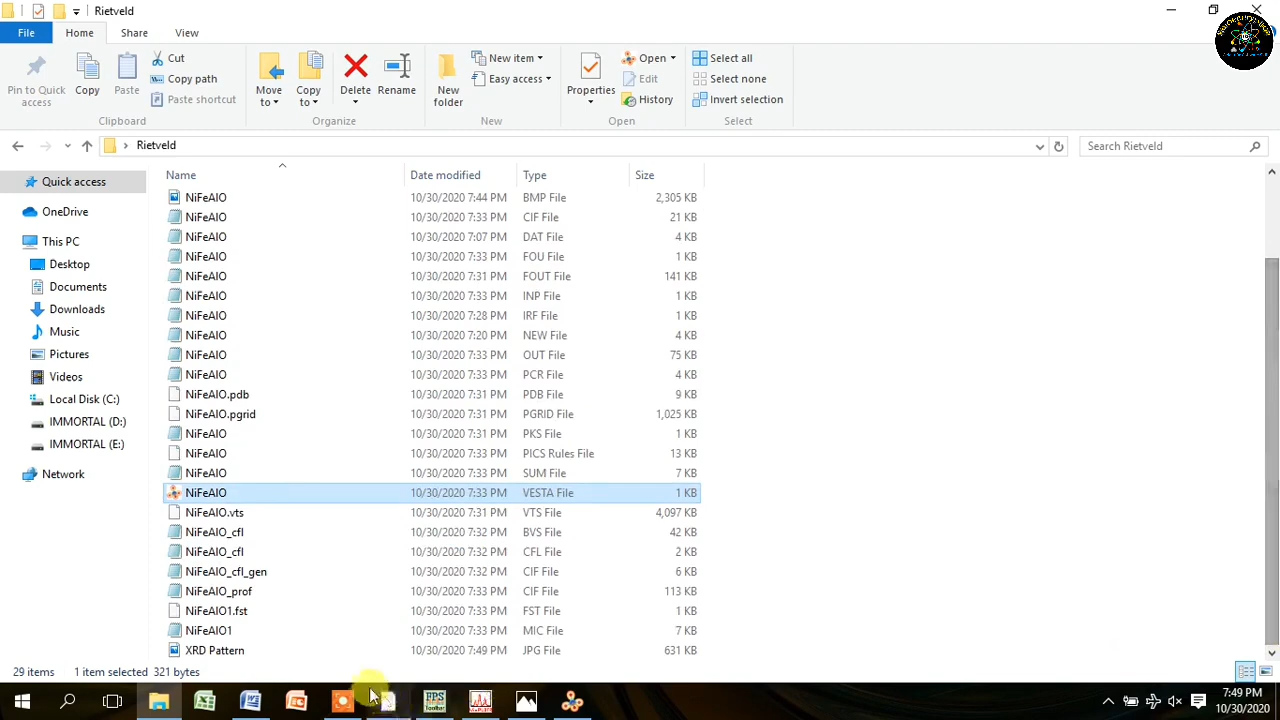 Rietveld
File Home Share View
Pin to Quick access
Copy
Paste
Cut
Copy path
Paste shortcut
Clipboard
Move to
Copy to
Delete
Rename
Organize
New folder
New item
Easy access
New
Properties
Open
Edit
History
Open
Select all
Select none
Invert selection
Select
Rietveld
Search Rietveld
Quick access
OneDrive
This PC
Desktop
Documents
Downloads
Music
Pictures
Videos
Local Disk (C:)
IMMORTAL (D:)
IMMORTAL (E:)
Network
Name Date modified Type Size
NiFeAlO 10/30/2020 7:44 PM BMP File 2,305 KB
NiFeAlO 10/30/2020 7:33 PM CIF File 21 KB
NiFeAlO 10/30/2020 7:07 PM DAT File 4 KB
NiFeAlO 10/30/2020 7:33 PM FOU File 1 KB
NiFeAlO 10/30/2020 7:31 PM FOUT File 141 KB
NiFeAlO 10/30/2020 7:33 PM INP File 1 KB
NiFeAlO 10/30/2020 7:28 PM IRF File 1 KB
NiFeAlO 10/30/2020 7:20 PM NEW File 4 KB
NiFeAlO 10/30/2020 7:33 PM OUT File 75 KB
NiFeAlO 10/30/2020 7:33 PM PCR File 4 KB
NiFeAlO.pdb 10/30/2020 7:31 PM PDB File 9 KB
NiFeAlO.pgrid 10/30/2020 7:31 PM PGRID File 1,025 KB
NiFeAlO 10/30/2020 7:31 PM PKS File 1 KB
NiFeAlO 10/30/2020 7:33 PM PICS Rules File 13 KB
NiFeAlO 10/30/2020 7:33 PM SUM File 7 KB
NiFeAlO 10/30/2020 7:33 PM VESTA File 1 KB
NiFeAlO.vts 10/30/2020 7:31 PM VTS File 4,097 KB
NiFeAlO_cfl 10/30/2020 7:32 PM BVS File 42 KB
NiFeAlO_cfl 10/30/2020 7:32 PM CFL File 2 KB
NiFeAlO_cfl_gen 10/30/2020 7:32 PM CIF File 6 KB
NiFeAlO_prof 10/30/2020 7:33 PM CIF File 113 KB
NiFeAlO1.fst 10/30/2020 7:33 PM FST File 1 KB
NiFeAlO1 10/30/2020 7:33 PM MIC File 7 KB
XRD Pattern 10/30/2020 7:49 PM JPG File 631 KB
29 items 1 item selected 321 bytes
FPS Toolbar
7:49 PM
10/30/2020